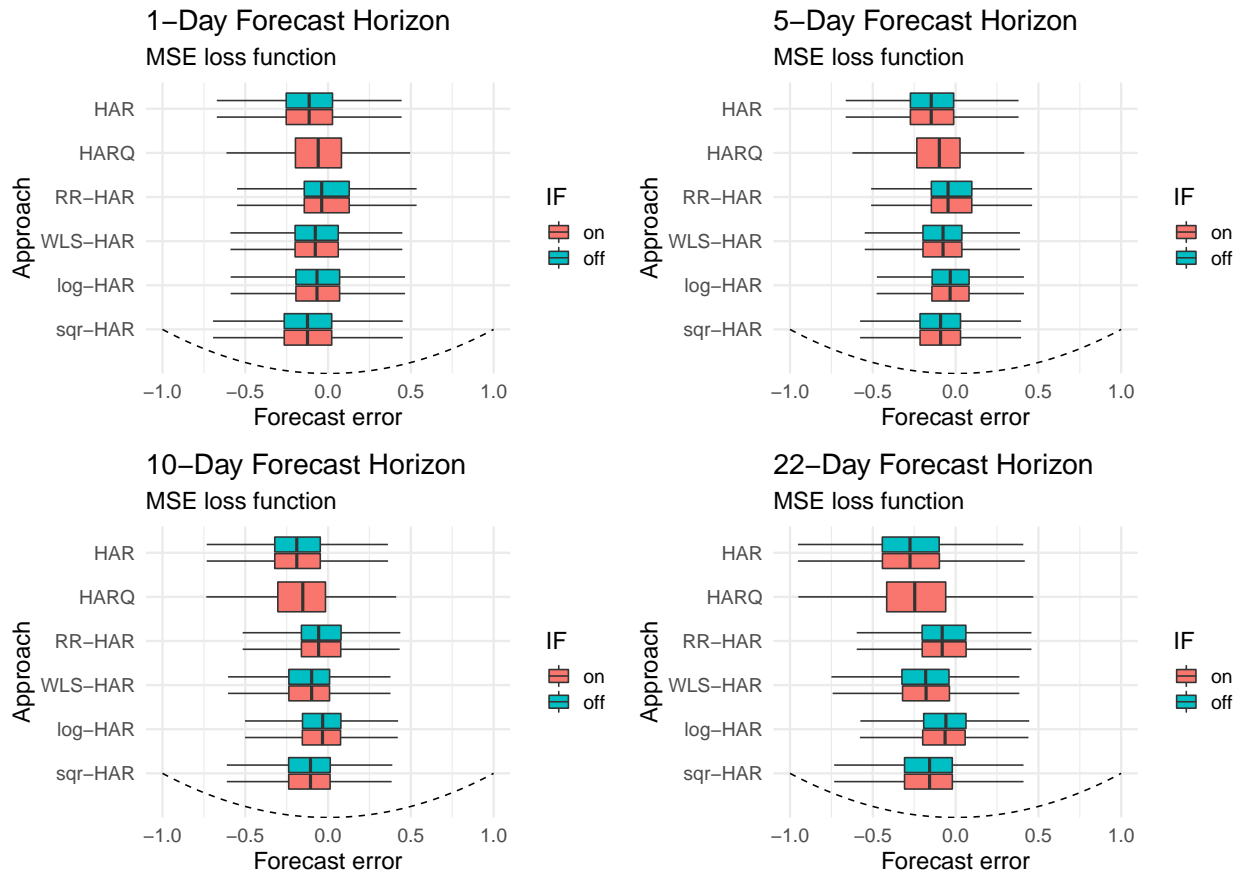 1−Day Forecast Horizon
MSE loss function
HAR
HARQ
RR−HAR
WLS−HAR
log−HAR
sqr−HAR
Approach
−1.0 −0.5 0.0 0.5 1.0
Forecast error
IF
on
off
5−Day Forecast Horizon
MSE loss function
HAR
HARQ
RR−HAR
WLS−HAR
log−HAR
sqr−HAR
Approach
−1.0 −0.5 0.0 0.5 1.0
Forecast error
IF
on
off
10−Day Forecast Horizon
MSE loss function
HAR
HARQ
RR−HAR
WLS−HAR
log−HAR
sqr−HAR
Approach
−1.0 −0.5 0.0 0.5 1.0
Forecast error
IF
on
off
22−Day Forecast Horizon
MSE loss function
HAR
HARQ
RR−HAR
WLS−HAR
log−HAR
sqr−HAR
Approach
−1.0 −0.5 0.0 0.5 1.0
Forecast error
IF
on
off